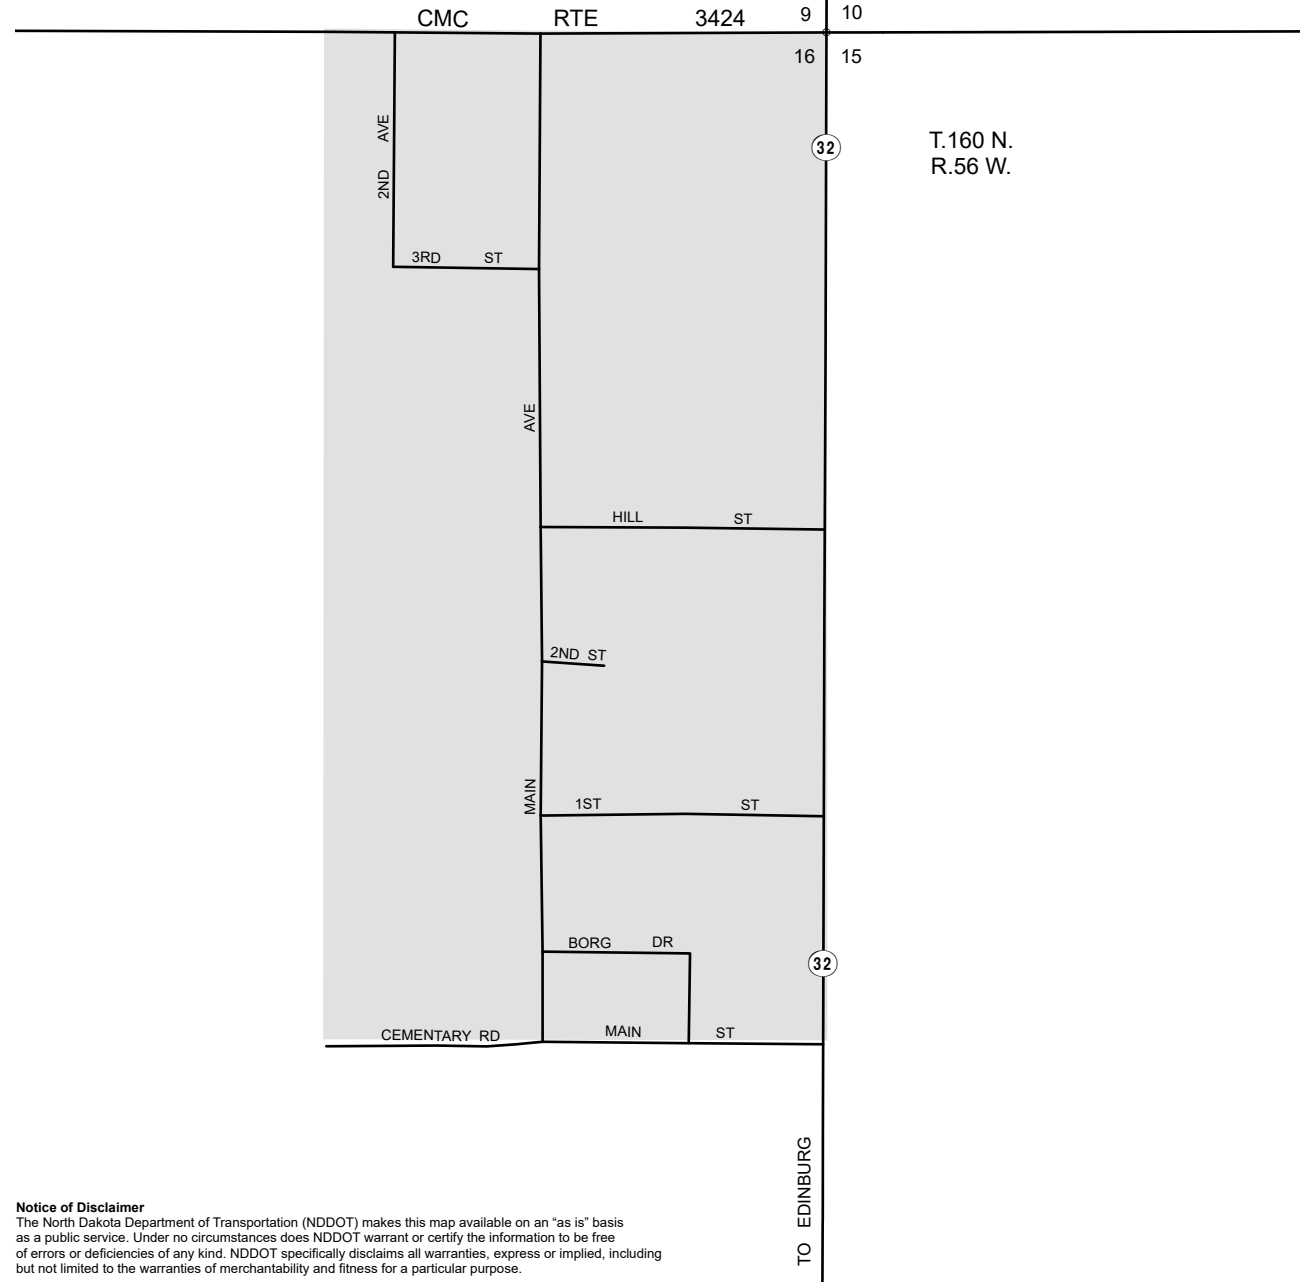 CMC RTE 3424 9 10
16 15
32
T.160 N.
R.56 W.
2ND AVE
3RD ST
MAIN AVE
HILL ST
2ND ST
1ST ST
BORG DR
32
CEMENTARY RD
MAIN ST
TO EDINBURG
Notice of Disclaimer
The North Dakota Department of Transportation (NDDOT) makes this map available on an “as is” basis
as a public service. Under no circumstances does NDDOT warrant or certify the information to be free
of errors or deficiencies of any kind. NDDOT specifically disclaims all warranties, express or implied, including
but not limited to the warranties of merchantability and fitness for a particular purpose.